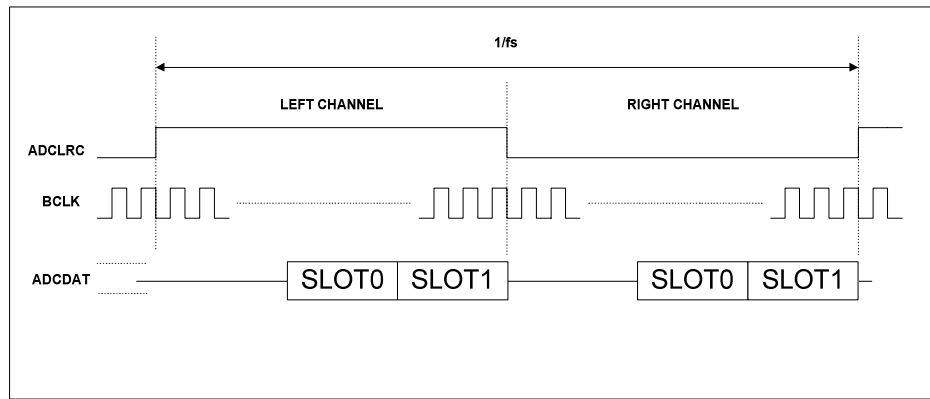 1/fs
LEFT CHANNEL RIGHT CHANNEL
ADCLRC
BCLK
ADCDAT SLOT0 SLOT1 SLOT0 SLOT1